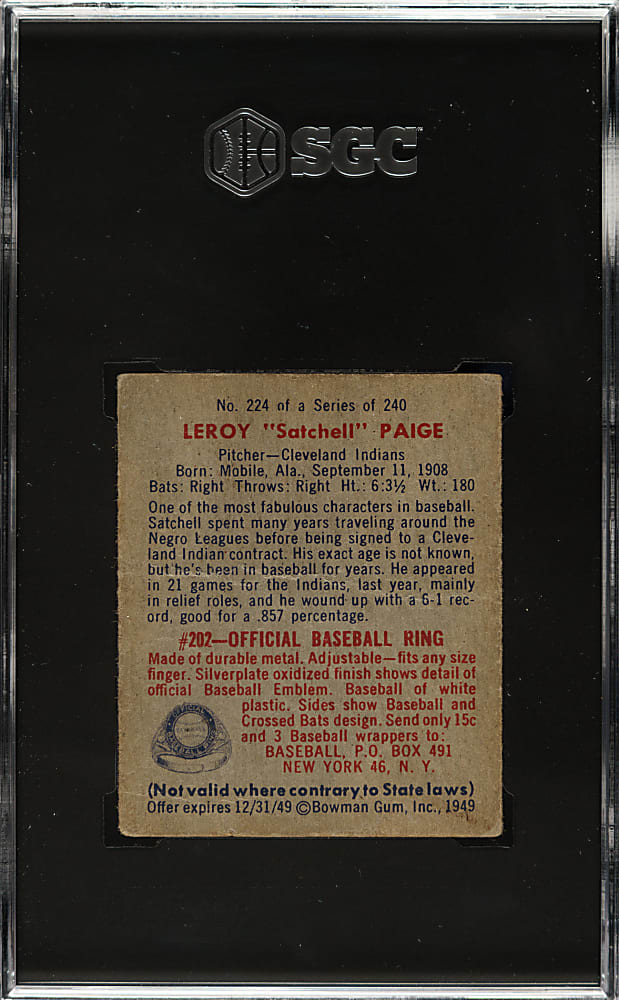 SGC
No. 224 of a Series of 240
LEROY "Satchell" PAIGE
Pitcher—Cleveland Indians
Born: Mobile, Ala., September 11, 1908
Bats: Right Throws: Right Ht.: 6:3½ Wt.: 180
One of the most fabulous characters in baseball.
Satchell spent many years traveling around the
Negro Leagues before being signed to a Cleve-
land Indian contract. His exact age is not known,
but he's been in baseball for years. He appeared
in 21 games for the Indians, last year, mainly
in relief roles, and he wound up with a 6-1 rec-
ord, good for a .857 percentage.
#202—OFFICIAL BASEBALL RING
Made of durable metal. Adjustable—fits any size
finger. Silverplate oxidized finish shows detail of
official Baseball Emblem. Baseball of white
plastic. Sides show Baseball and
Crossed Bats design. Send only 15c
and 3 Baseball wrappers to:
BASEBALL, P.O. BOX 491
NEW YORK 46, N. Y.
OFFICIAL
BASEBALL RING
(Not valid where contrary to State laws)
Offer expires 12/31/49 ©Bowman Gum, Inc., 1949